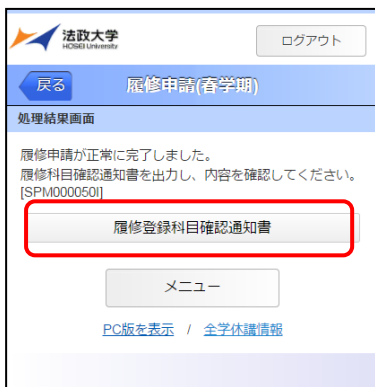 法政大学
HOSEI University
ログアウト
戻る
履修申請(春学期)
処理結果画面
履修申請が正常に完了しました。
履修科目確認通知書を出力し、内容を確認してください。
[SPM000050I]
履修登録科目確認通知書
メニュー
PC版を表示 / 全学休講情報